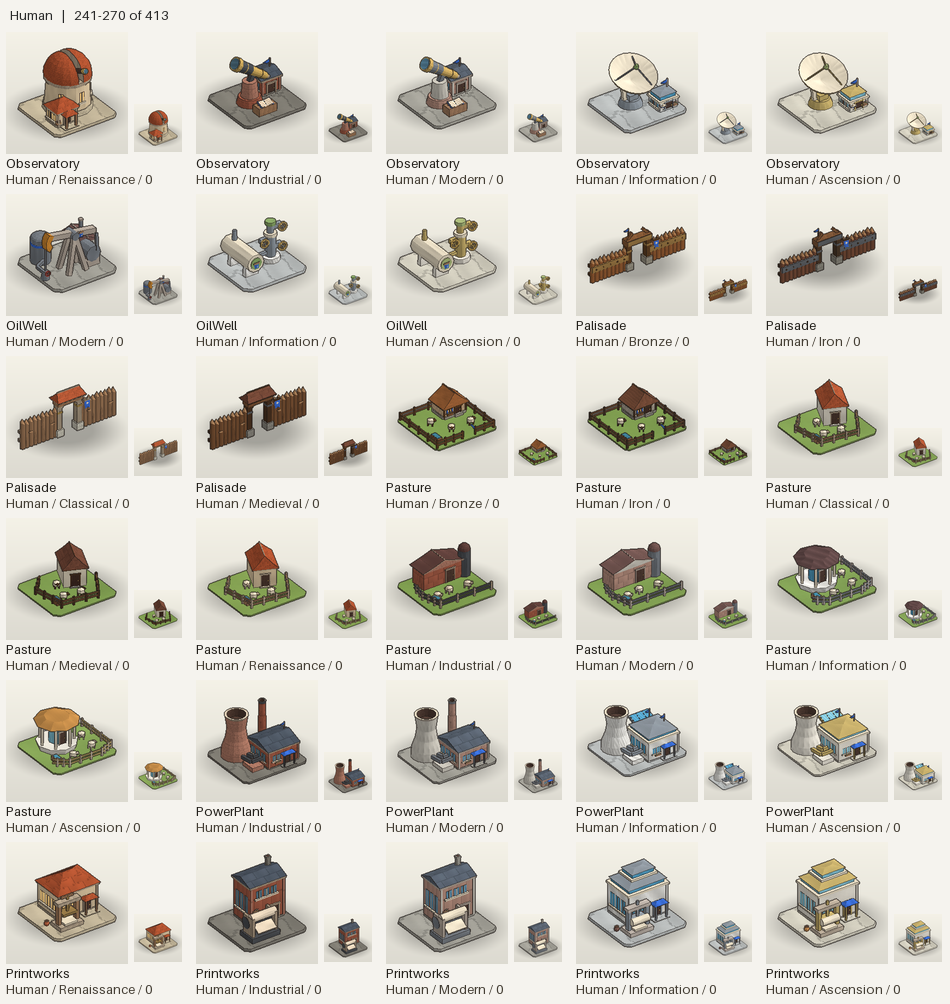 Human | 241-270 of 413
Observatory
Human / Renaissance / 0
Observatory
Human / Industrial / 0
Observatory
Human / Modern / 0
Observatory
Human / Information / 0
Observatory
Human / Ascension / 0
OilWell
Human / Modern / 0
OilWell
Human / Information / 0
OilWell
Human / Ascension / 0
Palisade
Human / Bronze / 0
Palisade
Human / Iron / 0
Palisade
Human / Classical / 0
Palisade
Human / Medieval / 0
Pasture
Human / Bronze / 0
Pasture
Human / Iron / 0
Pasture
Human / Classical / 0
Pasture
Human / Medieval / 0
Pasture
Human / Renaissance / 0
Pasture
Human / Industrial / 0
Pasture
Human / Modern / 0
Pasture
Human / Information / 0
Pasture
Human / Ascension / 0
PowerPlant
Human / Industrial / 0
PowerPlant
Human / Modern / 0
PowerPlant
Human / Information / 0
PowerPlant
Human / Ascension / 0
Printworks
Human / Renaissance / 0
Printworks
Human / Industrial / 0
Printworks
Human / Modern / 0
Printworks
Human / Information / 0
Printworks
Human / Ascension / 0